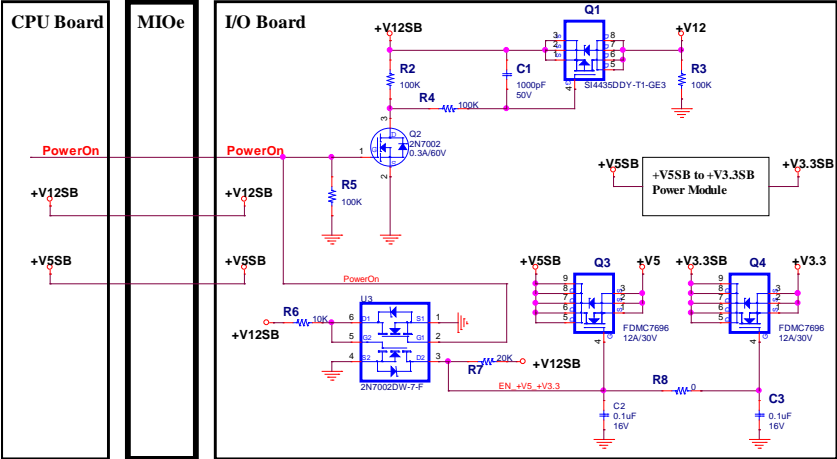 CPU Board
MIOe
I/O Board
+V12SB
Q1
+V12
3 S D 8
2 S D 7
1 S D 6
D 5
G
4
SI4435DDY-T1-GE3
R2
100K
C1
1000pF
50V
R3
100K
R4
100K
3
D
Q2
2N7002
0.3A/60V
G
1
S
2
PowerOn
PowerOn
R5
100K
+V5SB
+V5SB to +V3.3SB
Power Module
+V3.3SB
+V12SB
+V12SB
+V5SB
+V5SB
PowerOn
U3
R6
10K
+V12SB
6 D1 S1 1
5 G2 G1 2
4 S2 D2 3
2N7002DW-7-F
R7
20K
+V12SB
EN_+V5_+V3.3
+V5SB
Q3
+V5
9
8
7
6
5
3
2
1
G
4
FDMC7696
12A/30V
+V3.3SB
Q4
+V3.3
9
8
7
6
5
3
2
1
G
4
FDMC7696
12A/30V
R8
0
C2
0.1uF
16V
C3
0.1uF
16V